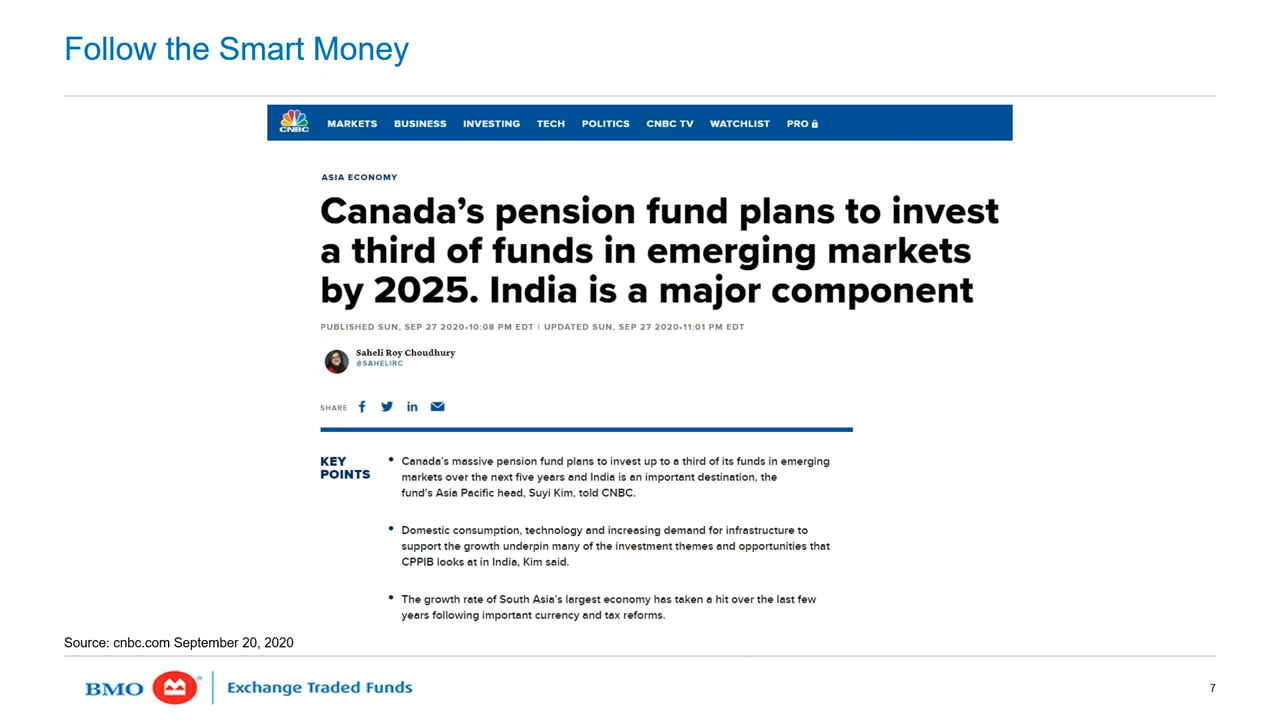 Follow the Smart Money
CNBC
MARKETS BUSINESS INVESTING TECH POLITICS CNBC TV WATCHLIST PRO
ASIA ECONOMY
Canada’s pension fund plans to invest
a third of funds in emerging markets
by 2025. India is a major component
PUBLISHED SUN, SEP 27 2020•10:08 PM EDT | UPDATED SUN, SEP 27 2020•11:01 PM EDT
Saheli Roy Choudhury
@SAHELIRC
SHARE
KEY
POINTS
• Canada’s massive pension fund plans to invest up to a third of its funds in emerging
markets over the next five years and India is an important destination, the
fund’s Asia Pacific head, Suyi Kim, told CNBC.
• Domestic consumption, technology and increasing demand for infrastructure to
support the growth underpin many of the investment themes and opportunities that
CPPIB looks at in India, Kim said.
• The growth rate of South Asia’s largest economy has taken a hit over the last few
years following important currency and tax reforms.
Source: cnbc.com September 20, 2020
BMO Exchange Traded Funds
7